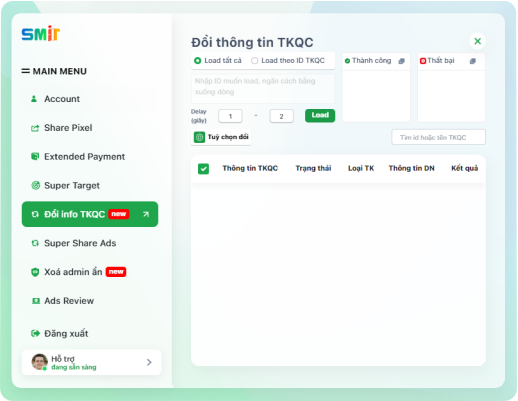 SMIT
MAIN MENU
Account
Share Pixel
Extended Payment
Super Target
Đổi info TKQC new
Super Share Ads
Xoá admin ẩn new
Ads Review
Đăng xuất
Hỗ trợ
đang sẵn sàng
Đổi thông tin TKQC
Load tất cả Load theo ID TKQC
Nhập ID muốn load, ngăn cách bằng
xuống dòng
Thành công
Thất bại
Delay
(giây)
1 - 2 Load
Tuỳ chọn đổi
Tìm id hoặc tên TKQC
Thông tin TKQC Trạng thái Loại TK Thông tin DN Kết quả